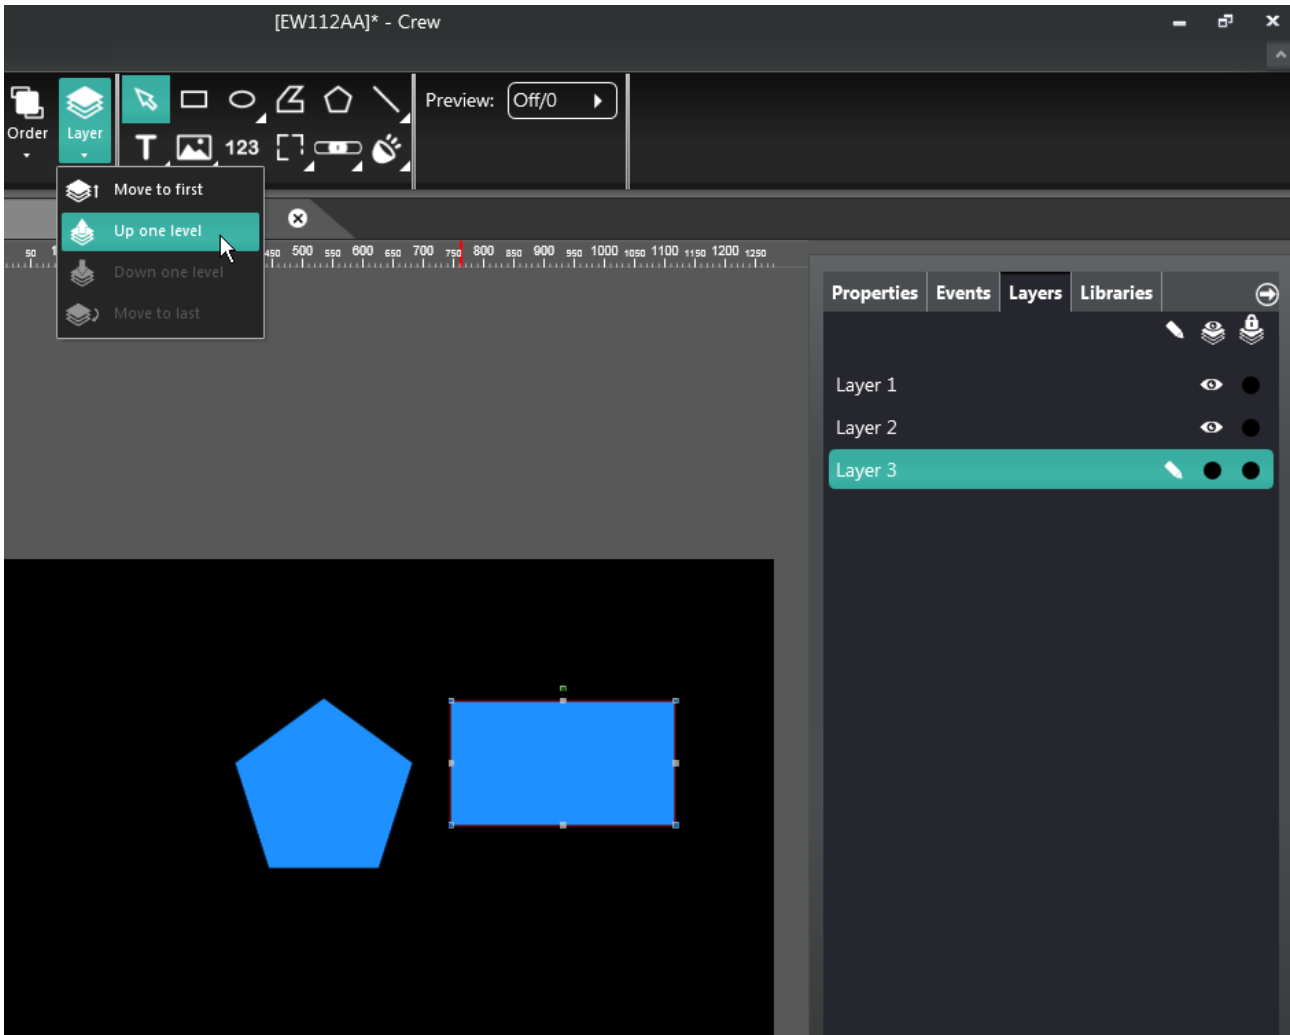 [EW112AA]* - Crew
Order
Layer
Preview: Off/0
T
123
Move to first
Up one level
Down one level
Move to last
50 1 450 500 550 600 650 700 750 800 850 900 950 1000 1050 1100 1150 1200 1250
Properties Events Layers Libraries
Layer 1
Layer 2
Layer 3